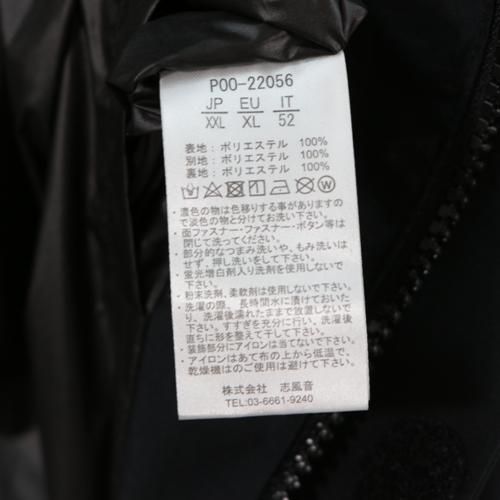 P00-22056
JP EU IT
XXL XL 52
表地：ポリエステル 100%
別地：ポリエステル 100%
裏地：ポリエステル 100%
・濃色の物は色移りする事がありますの
で淡色の物と分けてお洗い下さい。
・面ファスナー・ファスナー・ボタン等は
閉じて洗ってください。
・部分的なつまみ洗いや、もみ洗いは
せず、押し洗いをして下さい。
・蛍光増白剤入り洗剤は使用しないで
下さい。
・粉末洗剤、柔軟剤は使用しないで下さい。
・洗濯の際、長時間水に漬けておいた
り、洗濯後濡れたままで放置しないで
下さい。すすぎを充分に行い、洗濯後
直ちに形を整えて干して下さい。
・装飾部分にアイロンは当てないで下さい。
・アイロンはあて布の上から低温で、
乾燥機はのご使用は避けて下さい。
株式会社 志風音
TEL:03-6661-9240